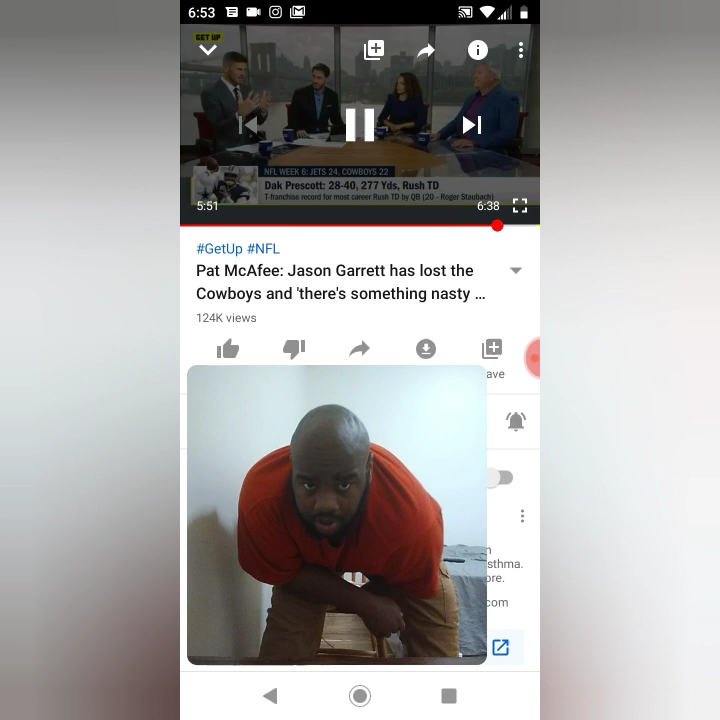 6:53
GET UP
NFL WEEK 6: JETS 24, COWBOYS 22
Dak Prescott: 28-40, 277 Yds, Rush TD
T-franchise record for most career Rush TD by QB (20 - Roger Staubach)
5:51
6:38
#GetUp #NFL
Pat McAfee: Jason Garrett has lost the
Cowboys and 'there's something nasty ...
124K views
ave
n
sthma.
ore.
com